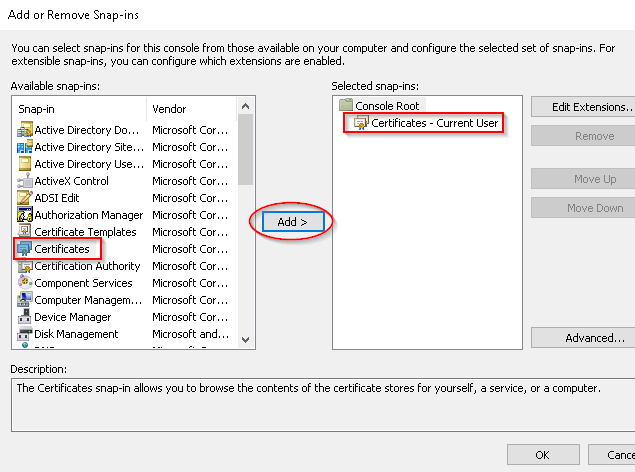 Add or Remove Snap-ins
You can select snap-ins for this console from those available on your computer and configure the selected set of snap-ins. For
extensible snap-ins, you can configure which extensions are enabled.
Available snap-ins:
Snap-in Vendor
Active Directory Do... Microsoft Cor...
Active Directory Site... Microsoft Cor...
Active Directory Use... Microsoft Cor...
ActiveX Control Microsoft Cor...
ADSI Edit Microsoft Cor...
Authorization Manager Microsoft Cor...
Certificate Templates Microsoft Cor...
Certificates Microsoft Cor...
Certification Authority Microsoft Cor...
Component Services Microsoft Cor...
Computer Managem... Microsoft Cor...
Device Manager Microsoft Cor...
Disk Management Microsoft and...
Add >
Selected snap-ins:
Console Root
Certificates - Current User
Edit Extensions..
Remove
Move Up
Move Down
Advanced...
Description:
The Certificates snap-in allows you to browse the contents of the certificate stores for yourself, a service, or a computer.
OK
Cance